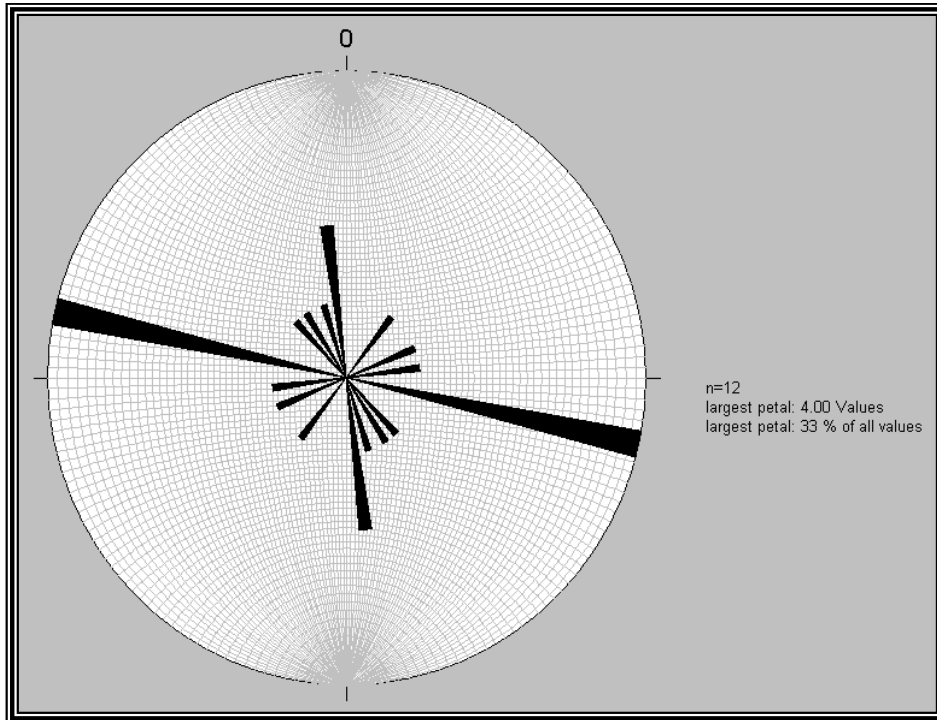 0
n=12
largest petal: 4.00 Values
largest petal: 33 % of all values